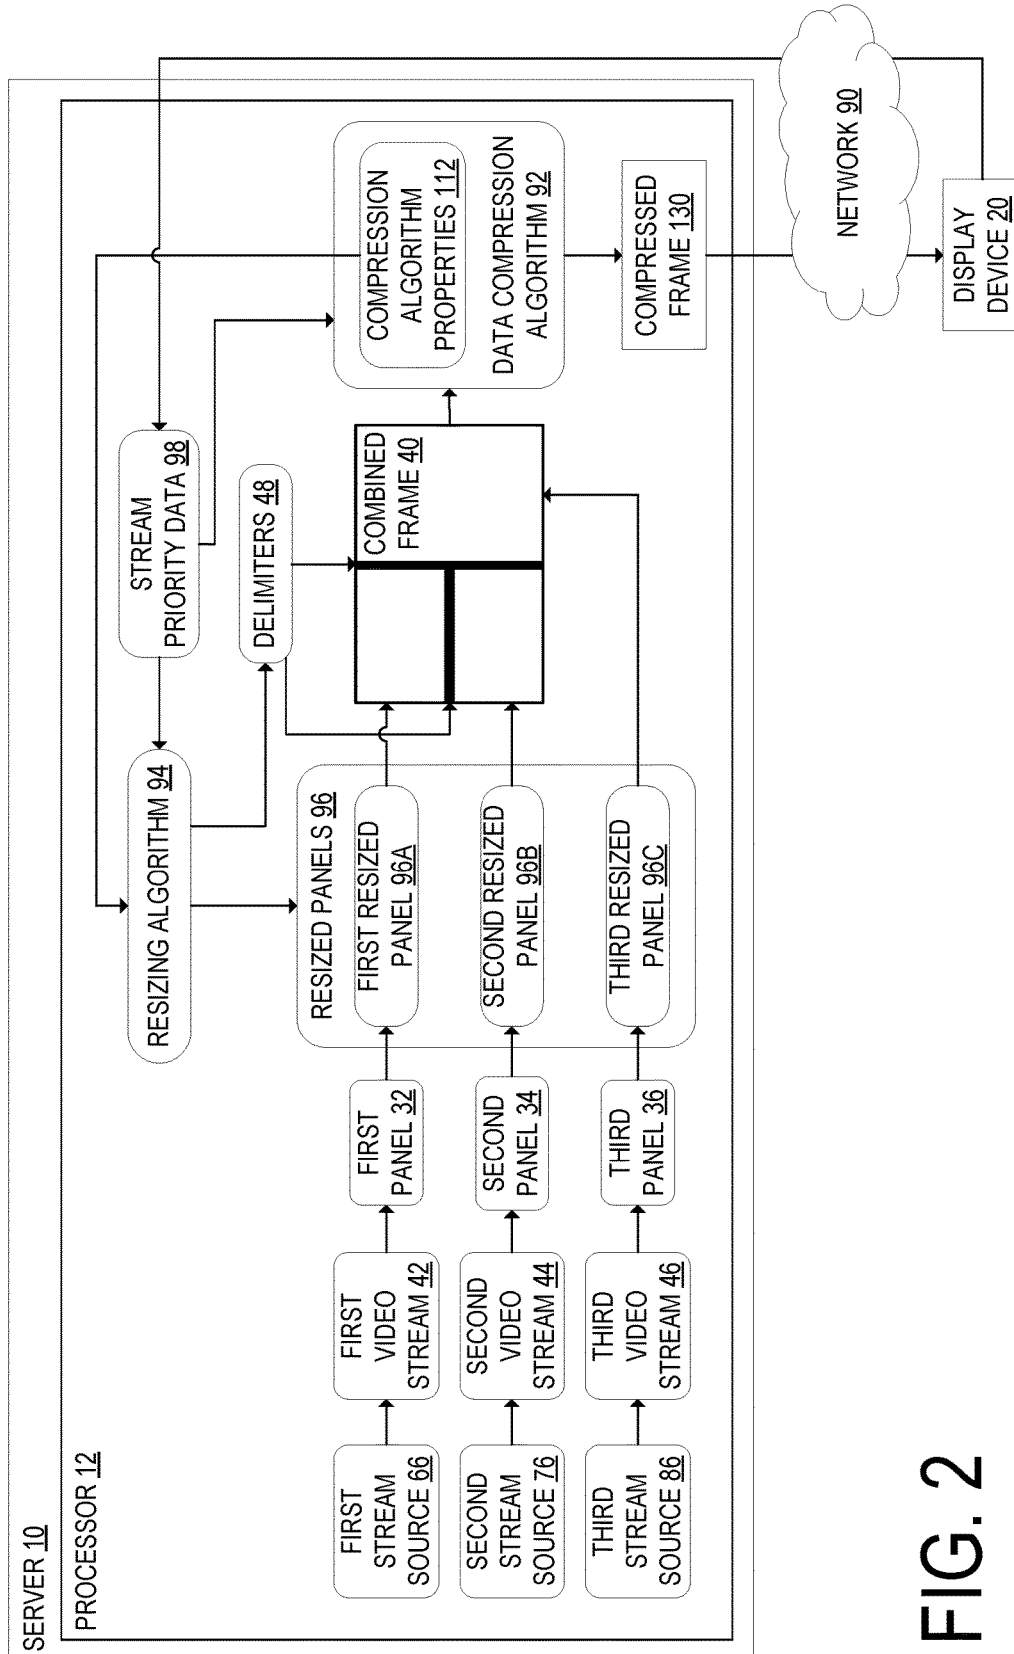 SERVER 10
PROCESSOR 12
FIRST
STREAM
SOURCE 66
FIRST
VIDEO
STREAM 42
FIRST
PANEL 32
SECOND
STREAM
SOURCE 76
SECOND
VIDEO
STREAM 44
SECOND
PANEL 34
THIRD
STREAM
SOURCE 86
THIRD
VIDEO
STREAM 46
THIRD
PANEL 36
RESIZING ALGORITHM 94
RESIZED PANELS 96
FIRST RESIZED
PANEL 96A
SECOND RESIZED
PANEL 96B
THIRD RESIZED
PANEL 96C
STREAM
PRIORITY DATA 98
DELIMITERS 48
COMBINED
FRAME 40
COMPRESSION
ALGORITHM
PROPERTIES 112
DATA COMPRESSION
ALGORITHM 92
COMPRESSED
FRAME 130
NETWORK 90
DISPLAY
DEVICE 20
FIG. 2